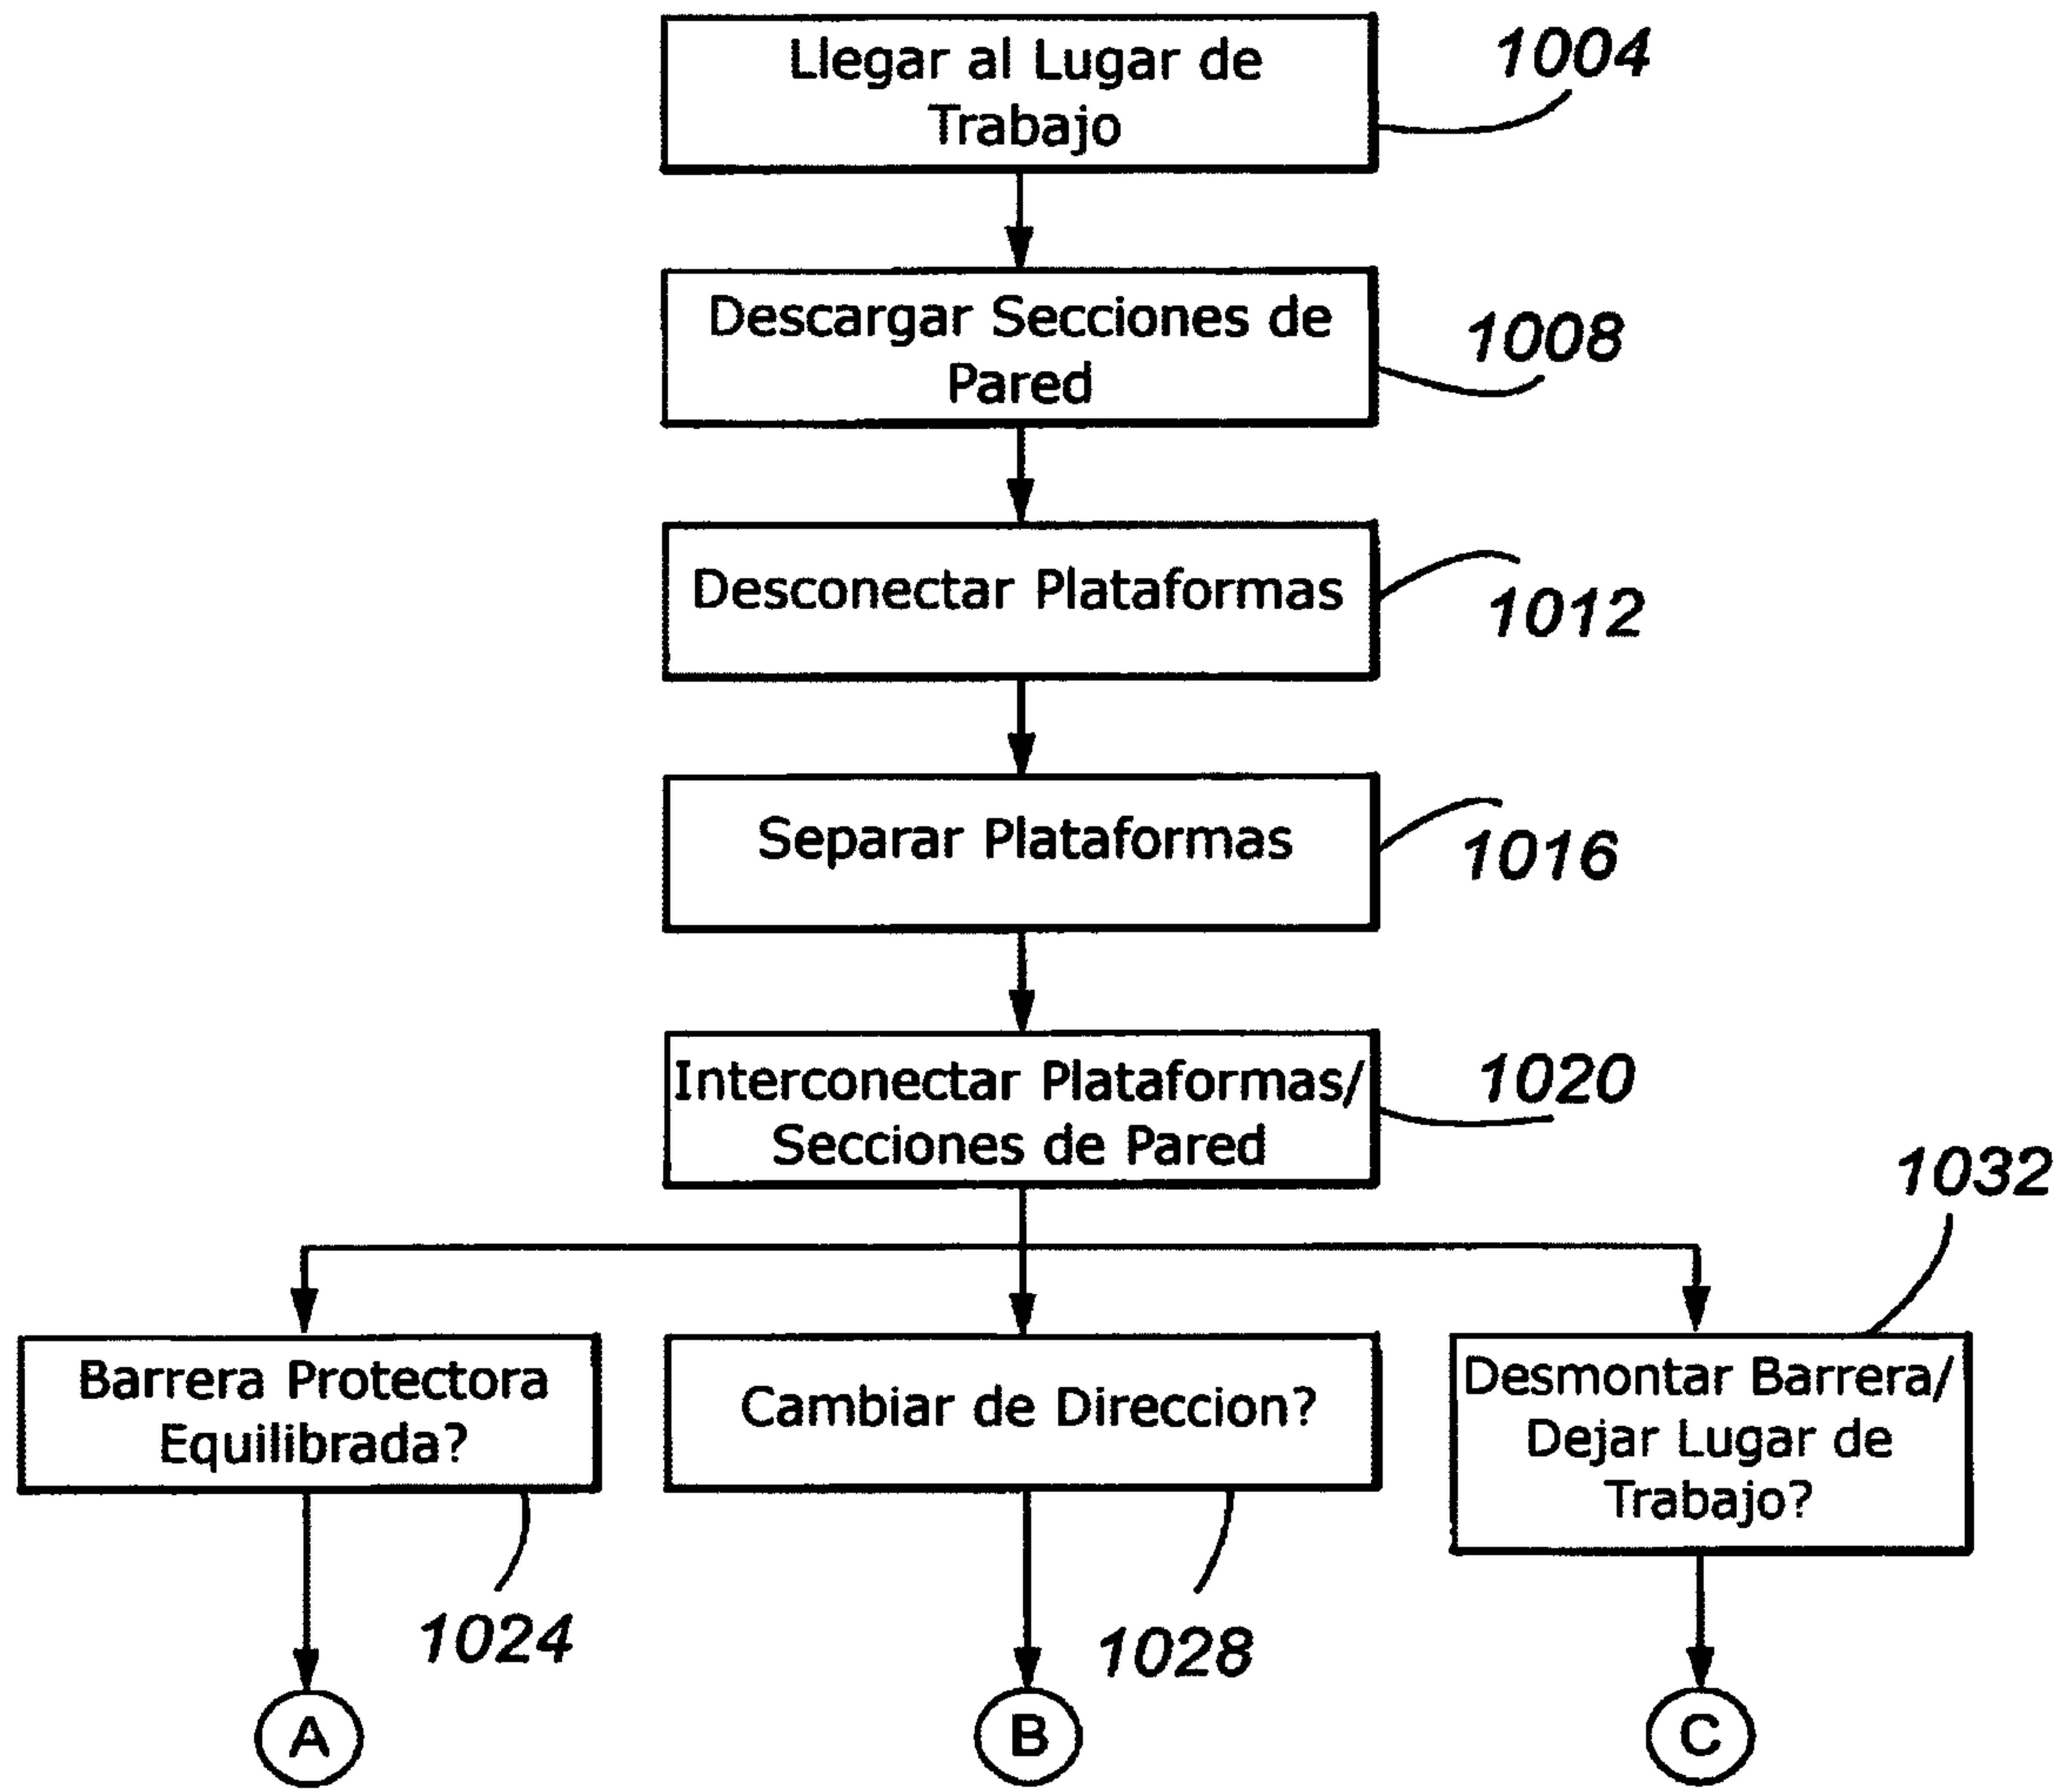 Llegar al Lugar de
Trabajo
1004
Descargar Secciones de
Pared
1008
Desconectar Plataformas
1012
Separar Plataformas
1016
Interconectar Plataformas/
Secciones de Pared
1020
1032
Barrera Protectora
Equilibrada?
1024
Cambiar de Direccion?
1028
Desmontar Barrera/
Dejar Lugar de
Trabajo?
A
B
C